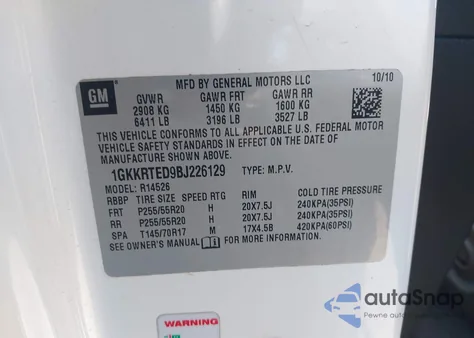 GM
MFD BY GENERAL MOTORS LLC 10/10
GVWR GAWR FRT GAWR RR
2908 KG 1450 KG 1600 KG
6411 LB 3196 LB 3527 LB
THIS VEHICLE CONFORMS TO ALL APPLICABLE U.S. FEDERAL MOTOR
VEHICLE SAFETY STANDARDS IN EFFECT ON THE DATE OF
MANUFACTURE SHOWN ABOVE.
1GKKRTED9BJ226129 TYPE: M.P.V.
MODEL: R14526
RBBP TIRE SIZE SPEED RTG RIM COLD TIRE PRESSURE
FRT P255/55R20 H 20X7.5J 240KPA(35PSI)
RR P255/55R20 H 20X7.5J 240KPA(35PSI)
SPA T145/70R17 M 17X4.5B 420KPA(60PSI)
SEE OWNER'S MANUAL FOR MORE INFORMATION.
WARNING
autoSnap
Pewne auto